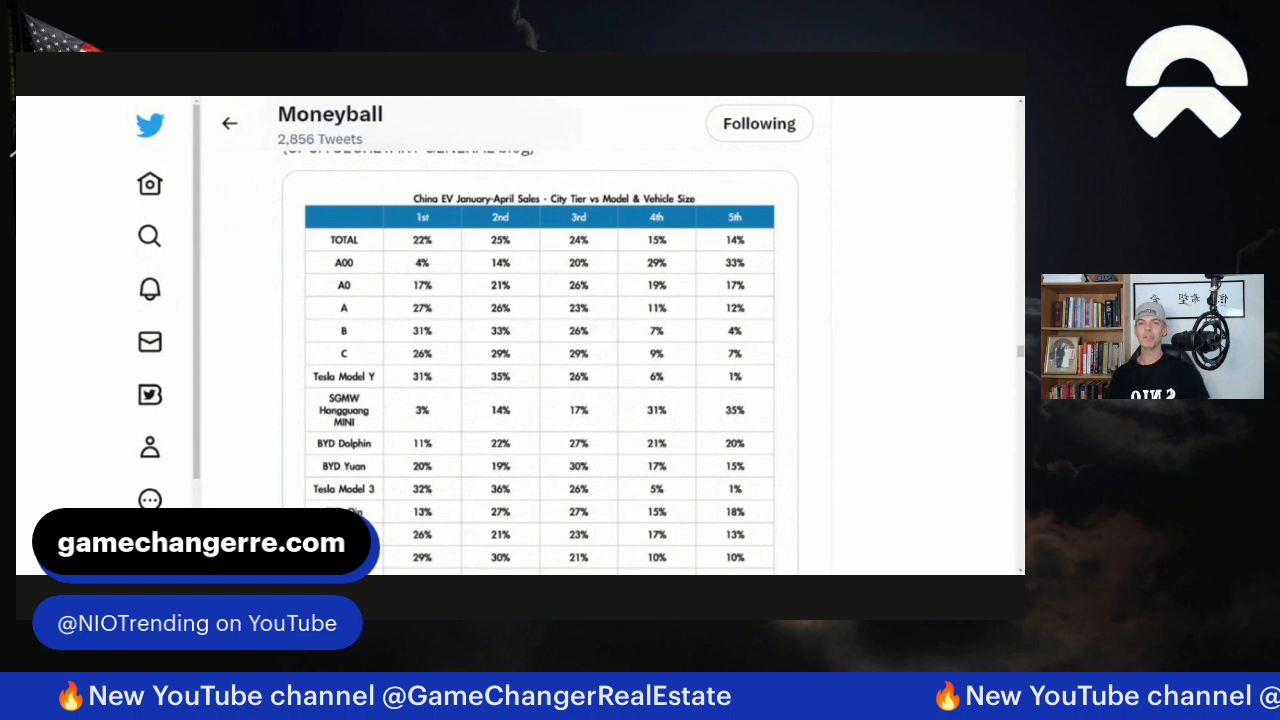 Moneyball
2,856 Tweets
Following
China EV January-April Sales - City Tier vs Model & Vehicle Size
1st 2nd 3rd 4th 5th
TOTAL 22% 25% 24% 15% 14%
A00 4% 14% 20% 29% 33%
A0 17% 21% 26% 19% 17%
A 27% 26% 23% 11% 12%
B 31% 33% 26% 7% 4%
C 26% 29% 29% 9% 7%
Tesla Model Y 31% 35% 26% 6% 1%
SGMW
Hongguang
MINI
3% 14% 17% 31% 35%
BYD Dolphin 11% 22% 27% 21% 20%
BYD Yuan 20% 19% 30% 17% 15%
Tesla Model 3 32% 36% 26% 5% 1%
13% 27% 27% 15% 18%
26% 21% 23% 17% 13%
29% 30% 21% 10% 10%
gamechangerre.com
@NIOTrending on YouTube
🔥New YouTube channel @GameChangerRealEstate
🔥New YouTube channel @